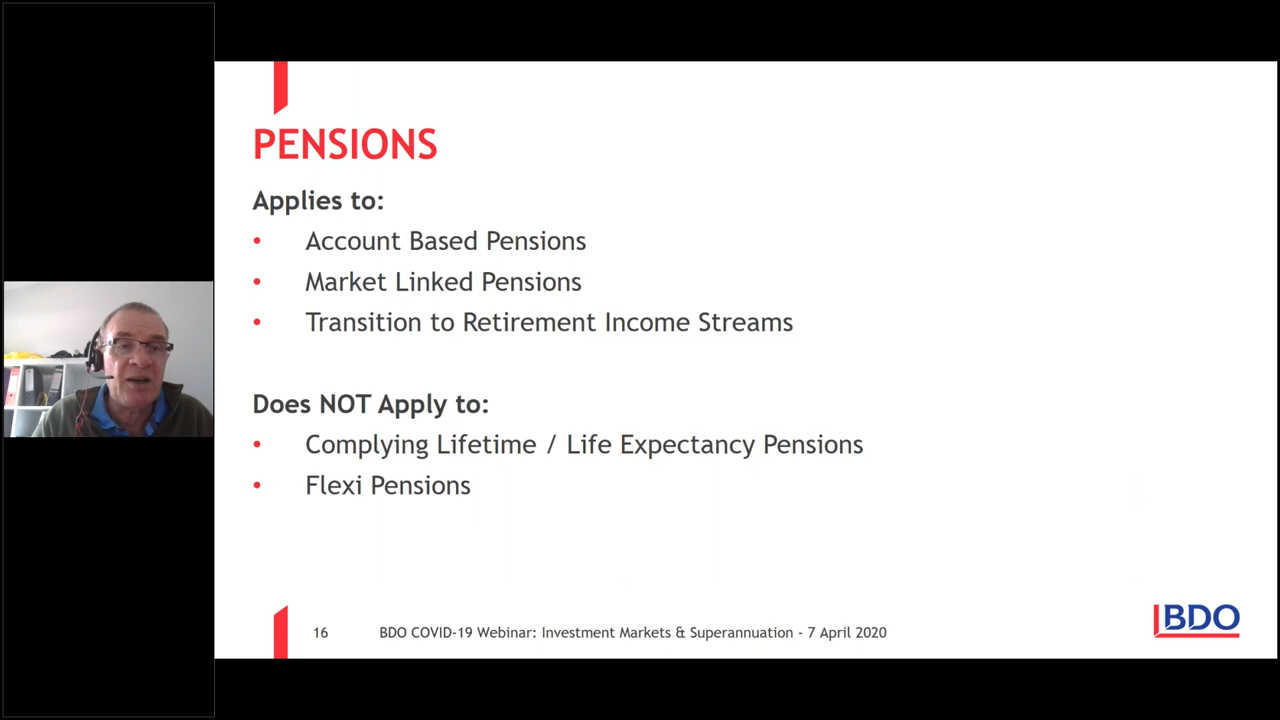 PENSIONS
Applies to:
• Account Based Pensions
• Market Linked Pensions
• Transition to Retirement Income Streams
Does NOT Apply to:
• Complying Lifetime / Life Expectancy Pensions
• Flexi Pensions
16 BDO COVID-19 Webinar: Investment Markets & Superannuation - 7 April 2020
BDO